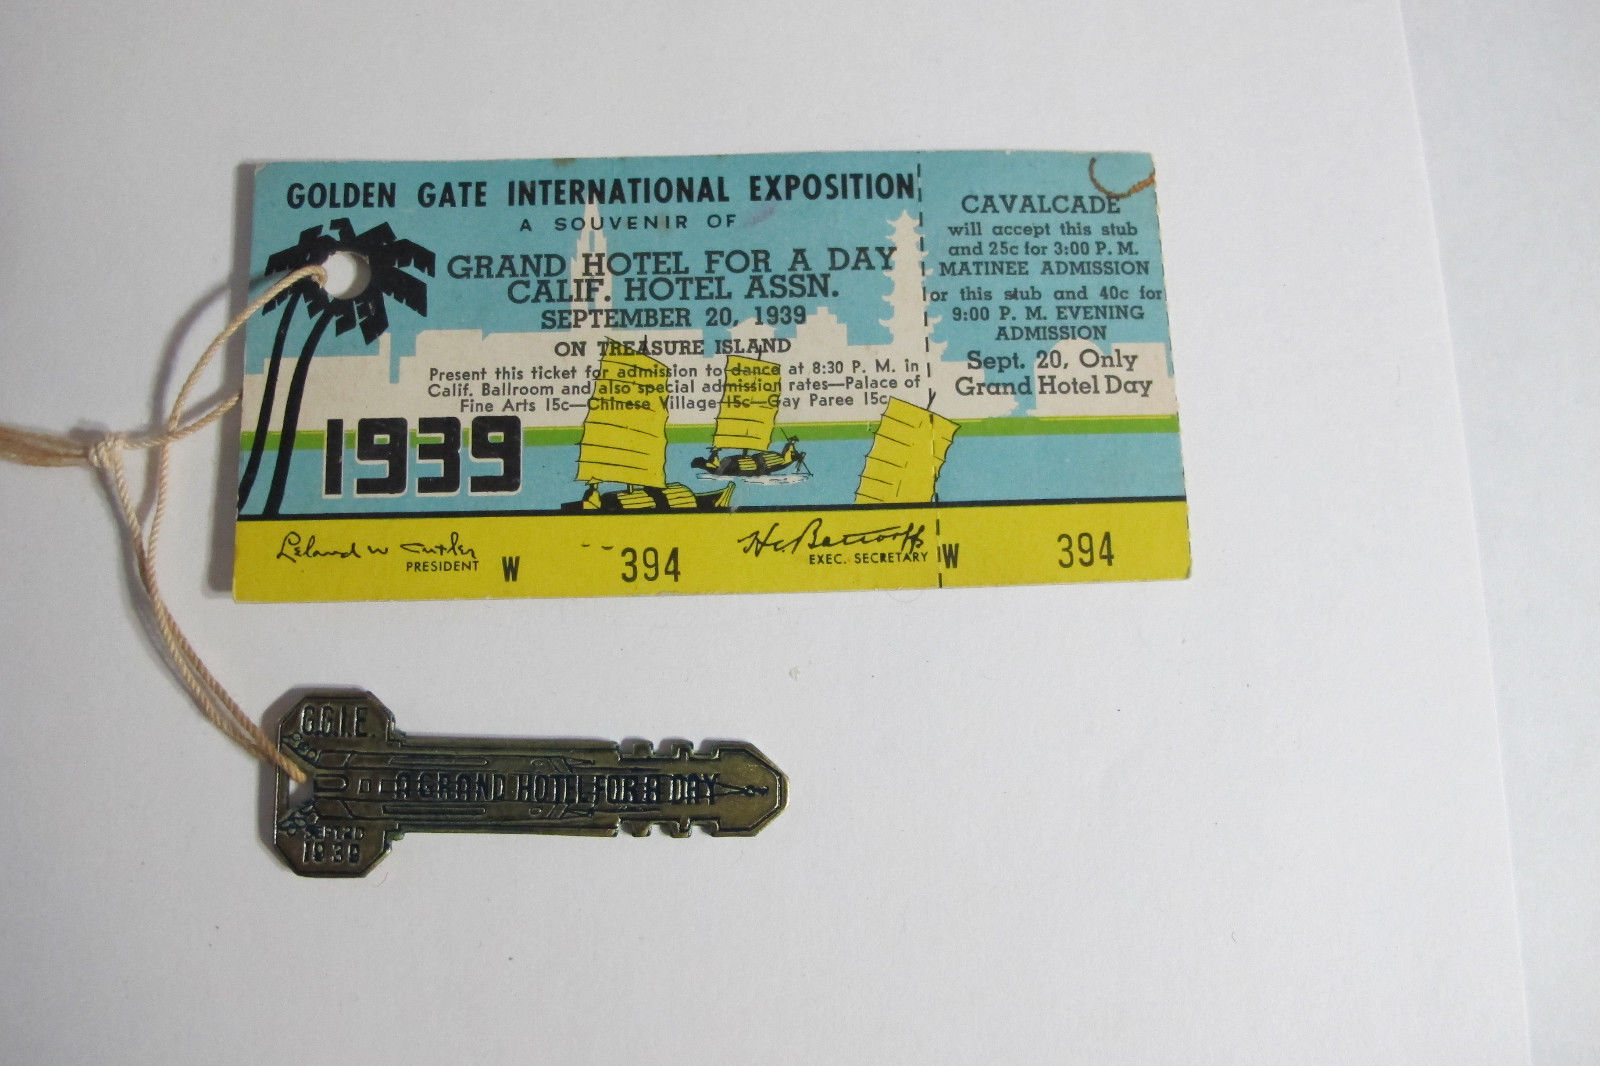 GOLDEN GATE INTERNATIONAL EXPOSITION
A SOUVENIR OF
GRAND HOTEL FOR A DAY
CALIF. HOTEL ASSN.
SEPTEMBER 20, 1939
ON TREASURE ISLAND
Present this ticket for admission to dance at 8:30 P. M. in
Calif. Ballroom and also special admission rates—Palace of
Fine Arts 15c—Chinese Village 15c—Gay Paree 15c
1939
Leland W Cutler
PRESIDENT
W 394
EXEC. SECRETARY
CAVALCADE
will accept this stub
and 25c for 3:00 P. M.
MATINEE ADMISSION
or this stub and 40c for
9:00 P. M. EVENING
ADMISSION
Sept. 20, Only
Grand Hotel Day
W 394
G.G.I.E.
A GRAND HOTEL FOR A DAY
SEPT. 20
1939